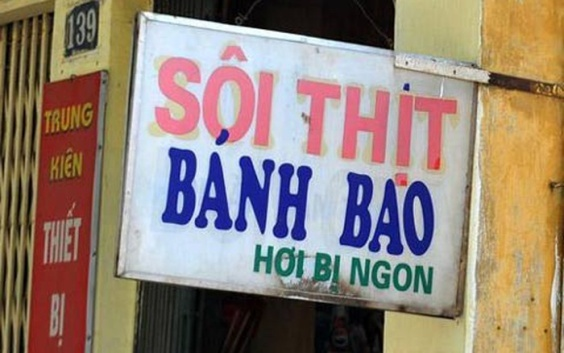 139
TRUNG
KIÊN
THIẾT
BỊ
SÔI THỊT
BÁNH BAO
HƠI BỊ NGON